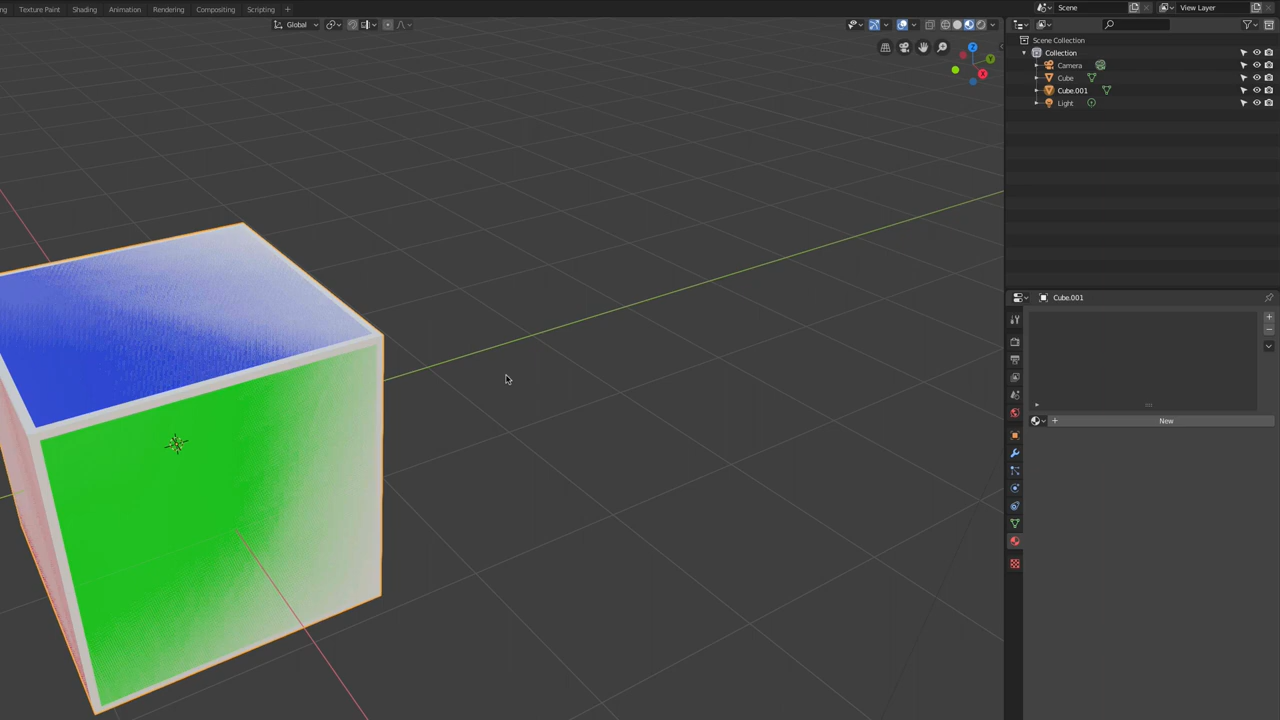 ng Texture Paint Shading Animation Rendering Compositing Scripting +
Scene View Layer
Global
Z
Y
X
Scene Collection
Collection
Camera
Cube
Cube.001
Light
Cube.001
New